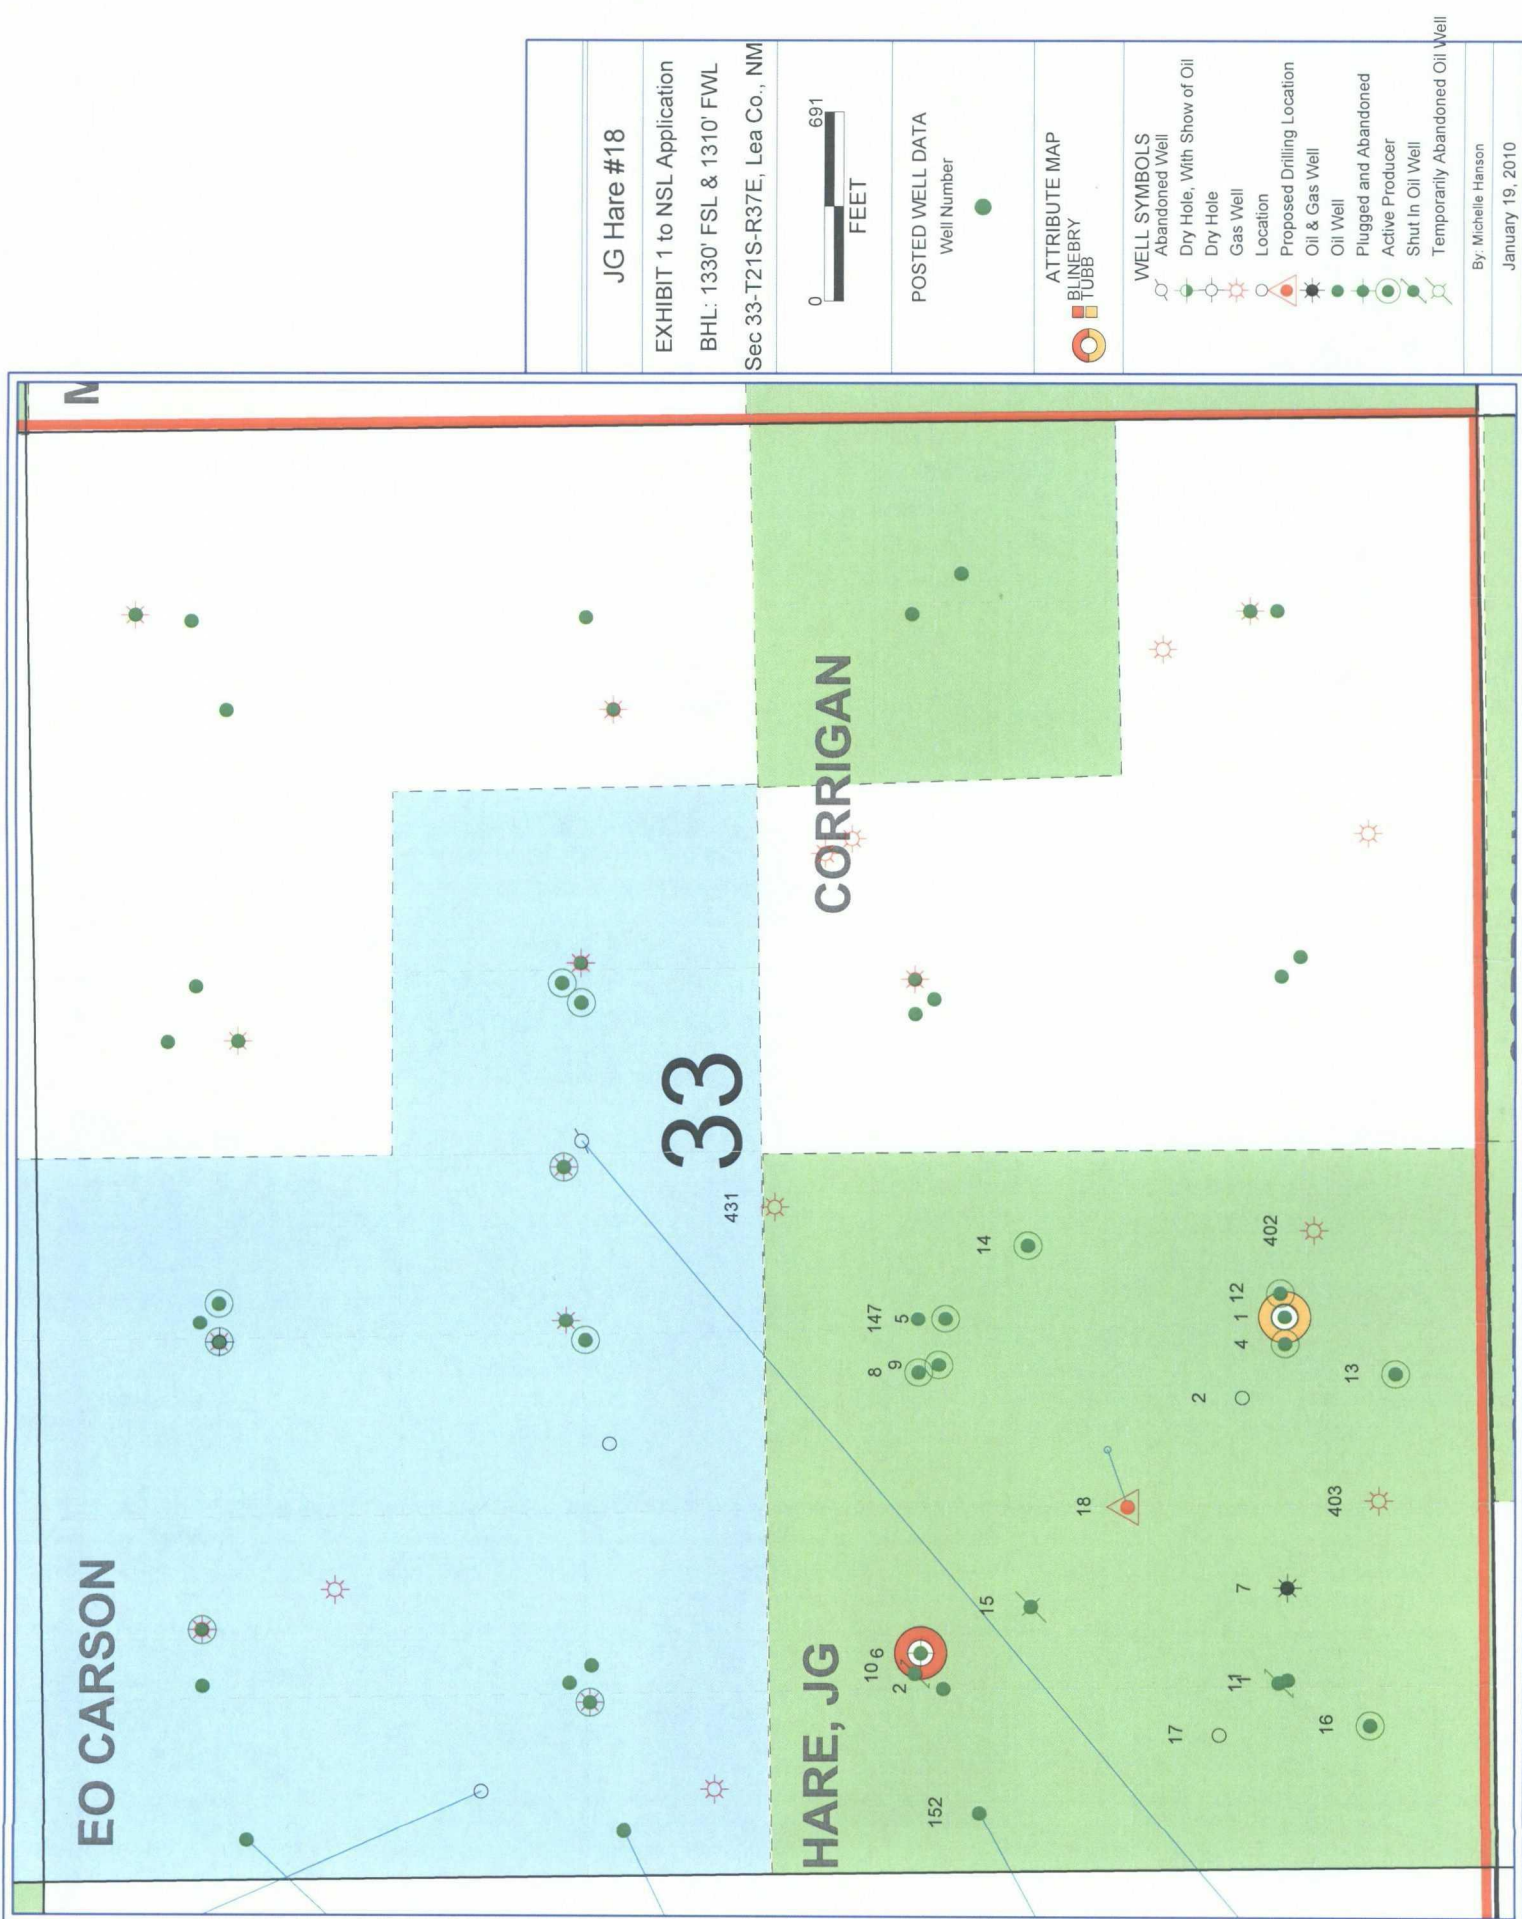 EO CARSON
M
33
HARE, JG
CORRIGAN
431
14
147
5
8
9
15
10
6
2
152
18
402
12
1
4
2
13
403
7
11
17
16
JG Hare #18
EXHIBIT 1 to NSL Application
BHL: 1330' FSL & 1310' FWL
Sec 33-T21S-R37E, Lea Co., NM
0 691
FEET
POSTED WELL DATA
Well Number
ATTRIBUTE MAP
BLINEBRY
TUBB
WELL SYMBOLS
Abandoned Well
Dry Hole, With Show of Oil
Dry Hole
Gas Well
Location
Proposed Drilling Location
Oil & Gas Well
Oil Well
Plugged and Abandoned
Active Producer
Shut In Oil Well
Temporarily Abandoned Oil Well
By: Michelle Hanson
January 19, 2010